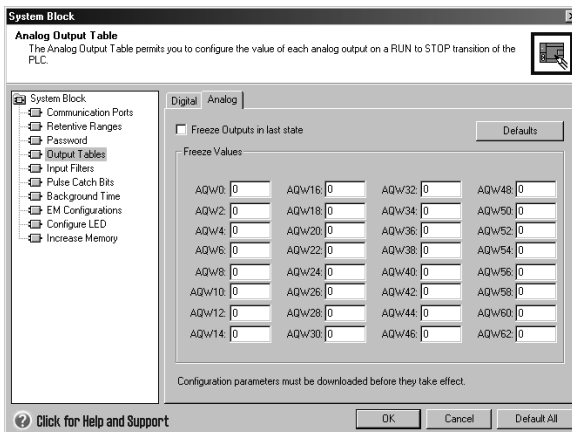 System Block
Analog Output Table
The Analog Output Table permits you to configure the value of each analog output on a RUN to STOP transition of the
PLC.
System Block
Communication Ports
Retentive Ranges
Password
Output Tables
Input Filters
Pulse Catch Bits
Background Time
EM Configurations
Configure LED
Increase Memory
Digital Analog
Freeze Outputs in last state Defaults
Freeze Values
AQW0: 0 AQW16: 0 AQW32: 0 AQW48: 0
AQW2: 0 AQW18: 0 AQW34: 0 AQW50: 0
AQW4: 0 AQW20: 0 AQW36: 0 AQW52: 0
AQW6: 0 AQW22: 0 AQW38: 0 AQW54: 0
AQW8: 0 AQW24: 0 AQW40: 0 AQW56: 0
AQW10: 0 AQW26: 0 AQW42: 0 AQW58: 0
AQW12: 0 AQW28: 0 AQW44: 0 AQW60: 0
AQW14: 0 AQW30: 0 AQW46: 0 AQW62: 0
Configuration parameters must be downloaded before they take effect.
? Click for Help and Support OK Cancel Default All